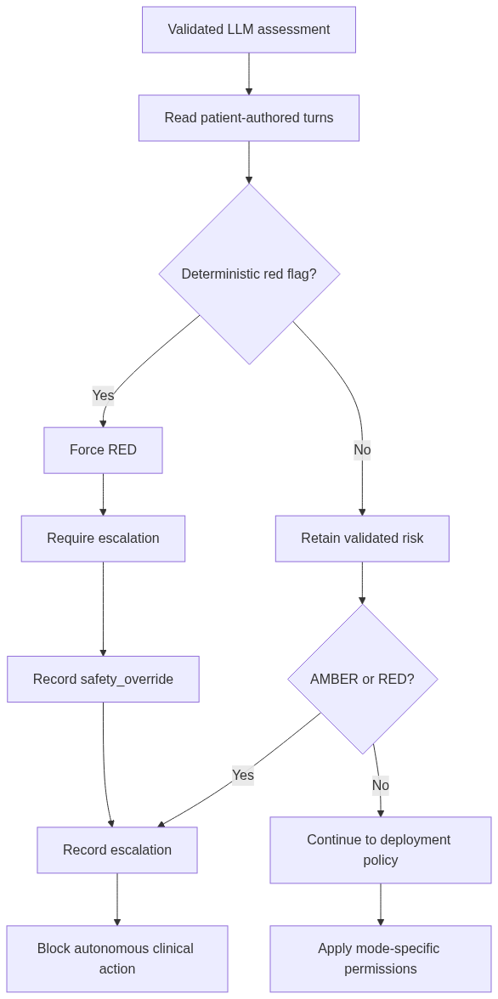 Validated LLM assessment
Read patient-authored turns
Deterministic red flag?
Yes
Force RED
No
Require escalation
Retain validated risk
Record safety_override
AMBER or RED?
Yes
No
Record escalation
Continue to deployment
policy
Block autonomous clinical
action
Apply mode-specific
permissions